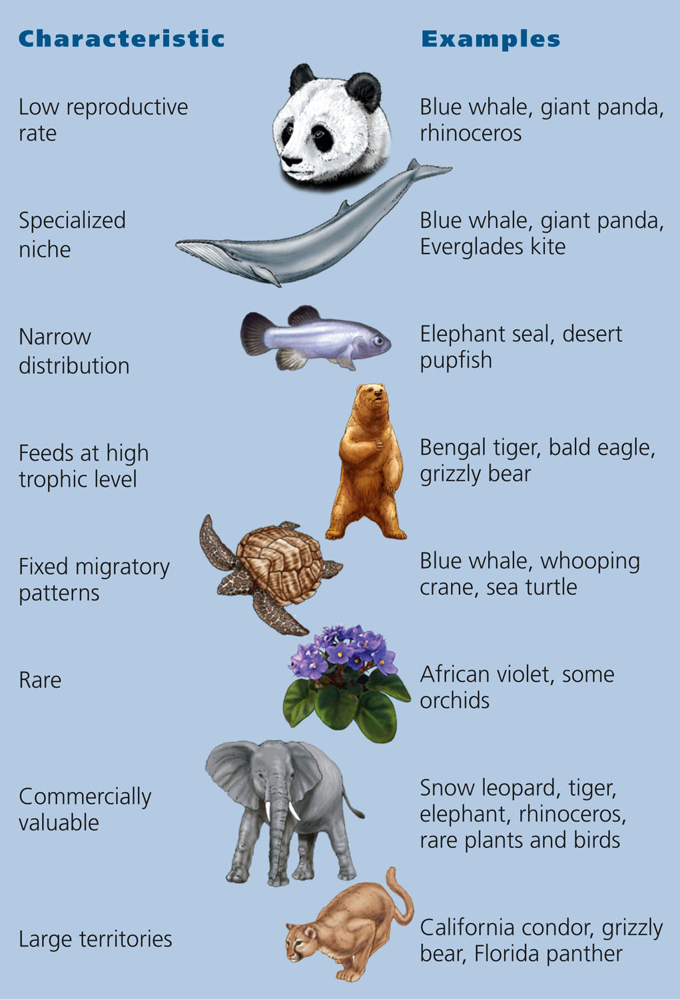 Characteristic
Examples
Low reproductive
rate
Blue whale, giant panda,
rhinoceros
Specialized
niche
Blue whale, giant panda,
Everglades kite
Narrow
distribution
Elephant seal, desert
pupfish
Feeds at high
trophic level
Bengal tiger, bald eagle,
grizzly bear
Fixed migratory
patterns
Blue whale, whooping
crane, sea turtle
Rare
African violet, some
orchids
Commercially
valuable
Snow leopard, tiger,
elephant, rhinoceros,
rare plants and birds
Large territories
California condor, grizzly
bear, Florida panther